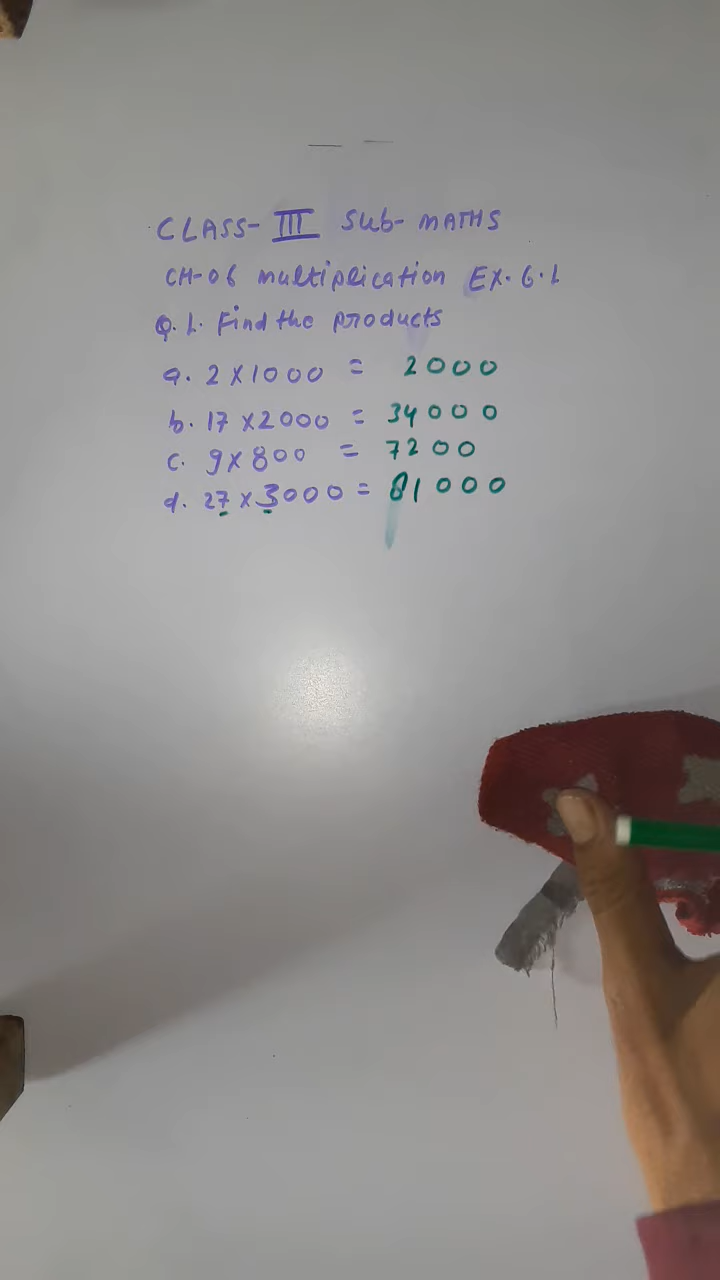 CLASS- III Sub- MATHS
CH-06 multiplication EX. 6.1
Q.1. Find the products
a. 2 X 1000 = 2000
b. 17 X 2000 = 34000
c. 9 X 800 = 7200
d. 27 X 3000 = 81000